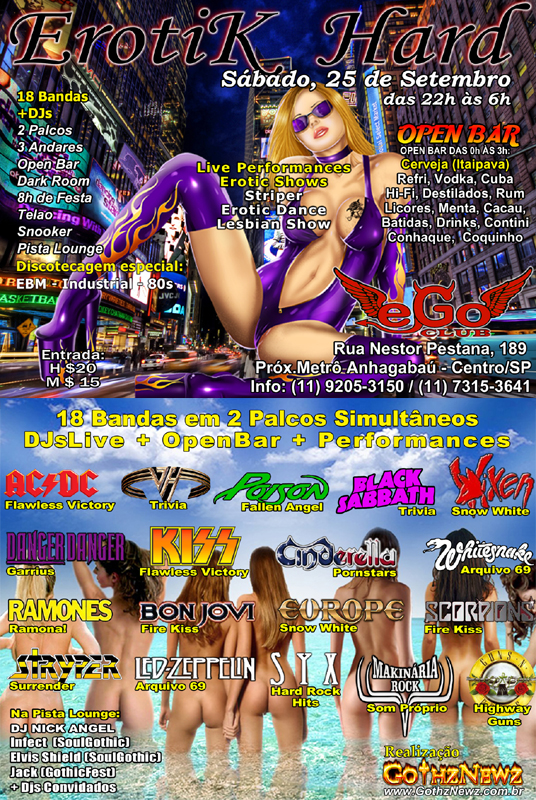 ErotiK Hard
Sábado, 25 de Setembro
das 22h às 6h
18 Bandas
+DJs
2 Palcos
3 Andares
Open Bar
Dark Room
8h de Festa
Telao
Snooker
Pista Lounge
Discotecagem especial:
EBM - Industrial - 80s
Live Performances
Erotic Shows
Striper
Erotic Dance
Lesbian Show
OPEN BAR
OPEN BAR DAS 0h ÀS 3h:
Cerveja (Itaipava)
Refri, Vodka, Cuba
Hi-Fi, Destilados, Rum
Licores, Menta, Cacau,
Batidas, Drinks, Contini
Conhaque, Coquinho
eGo
CLUB
Entrada:
H $20
M $ 15
Rua Nestor Pestana, 189
Próx.Metrô Anhagabaú - Centro/SP
Info: (11) 9205-3150 / (11) 7315-3641
18 Bandas em 2 Palcos Simultâneos
DJsLive + OpenBar + Performances
AC/DC
Flawless Victory
VH
Trivia
POISON
Fallen Angel
BLACK SABBATH
Trivia
Vixen
Snow White
DANGER DANGER
Garrius
KISS
Flawless Victory
Cinderella
Pornstars
Whitesnake
Arquivo 69
RAMONES
Ramona!
BON JOVI
Fire Kiss
EUROPE
Snow White
SCORPIONS
Fire Kiss
STRYPER
Surrender
LED-ZEPPELIN
Arquivo 69
SYX
Hard Rock
Hits
MAKINÁRIA
ROCK
Som Próprio
GUNS N' ROSES
Highway
Guns
Na Pista Lounge:
DJ NICK ANGEL
Infect (SoulGothic)
Elvis Shield (SoulGothic)
Jack (GothicFest)
+ Djs Convidados
Realização
GothzNewz
www.GothzNewz.com.br